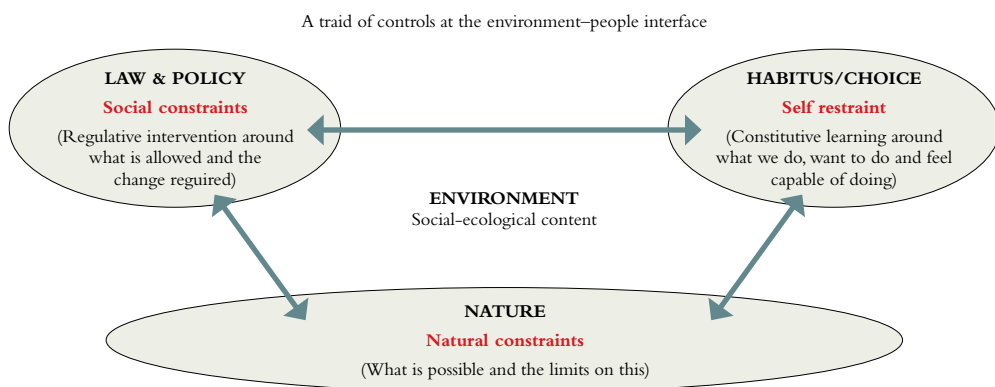 A traid of controls at the environment–people interface
LAW & POLICY
Social constraints
(Regulative intervention around
what is allowed and the
change reguired)
HABITUS/CHOICE
Self restraint
(Constitutive learning around
what we do, want to do and feel
capable of doing)
ENVIRONMENT
Social-ecological content
NATURE
Natural constraints
(What is possible and the limits on this)